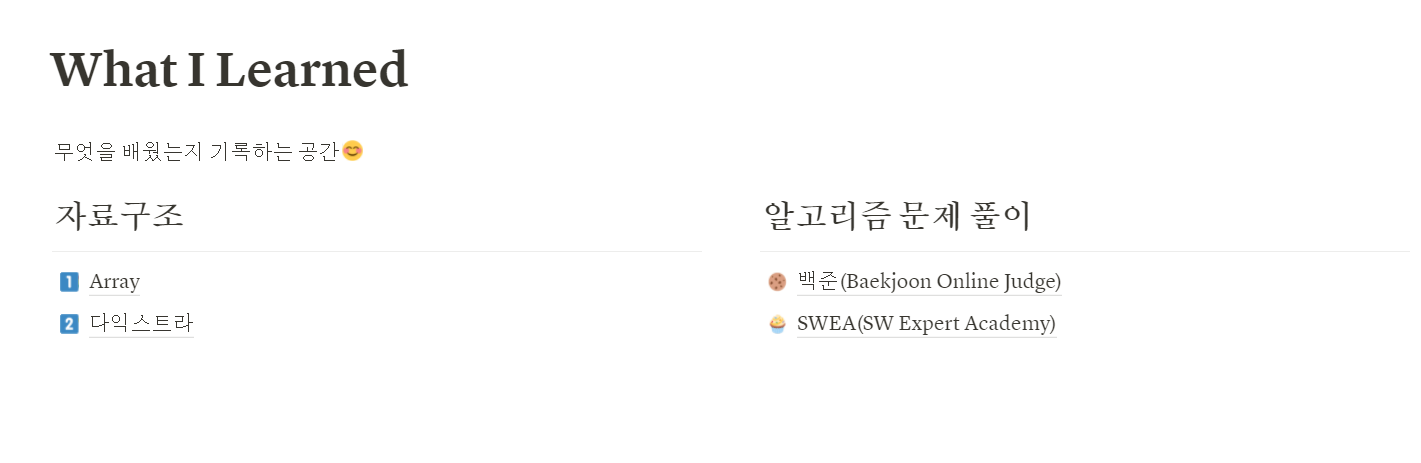 What I Learned
무엇을 배웠는지 기록하는 공간😊
자료구조
1️⃣ Array
2️⃣ 다익스트라
알고리즘 문제 풀이
🍪 백준(Baekjoon Online Judge)
🧁 SWEA(SW Expert Academy)